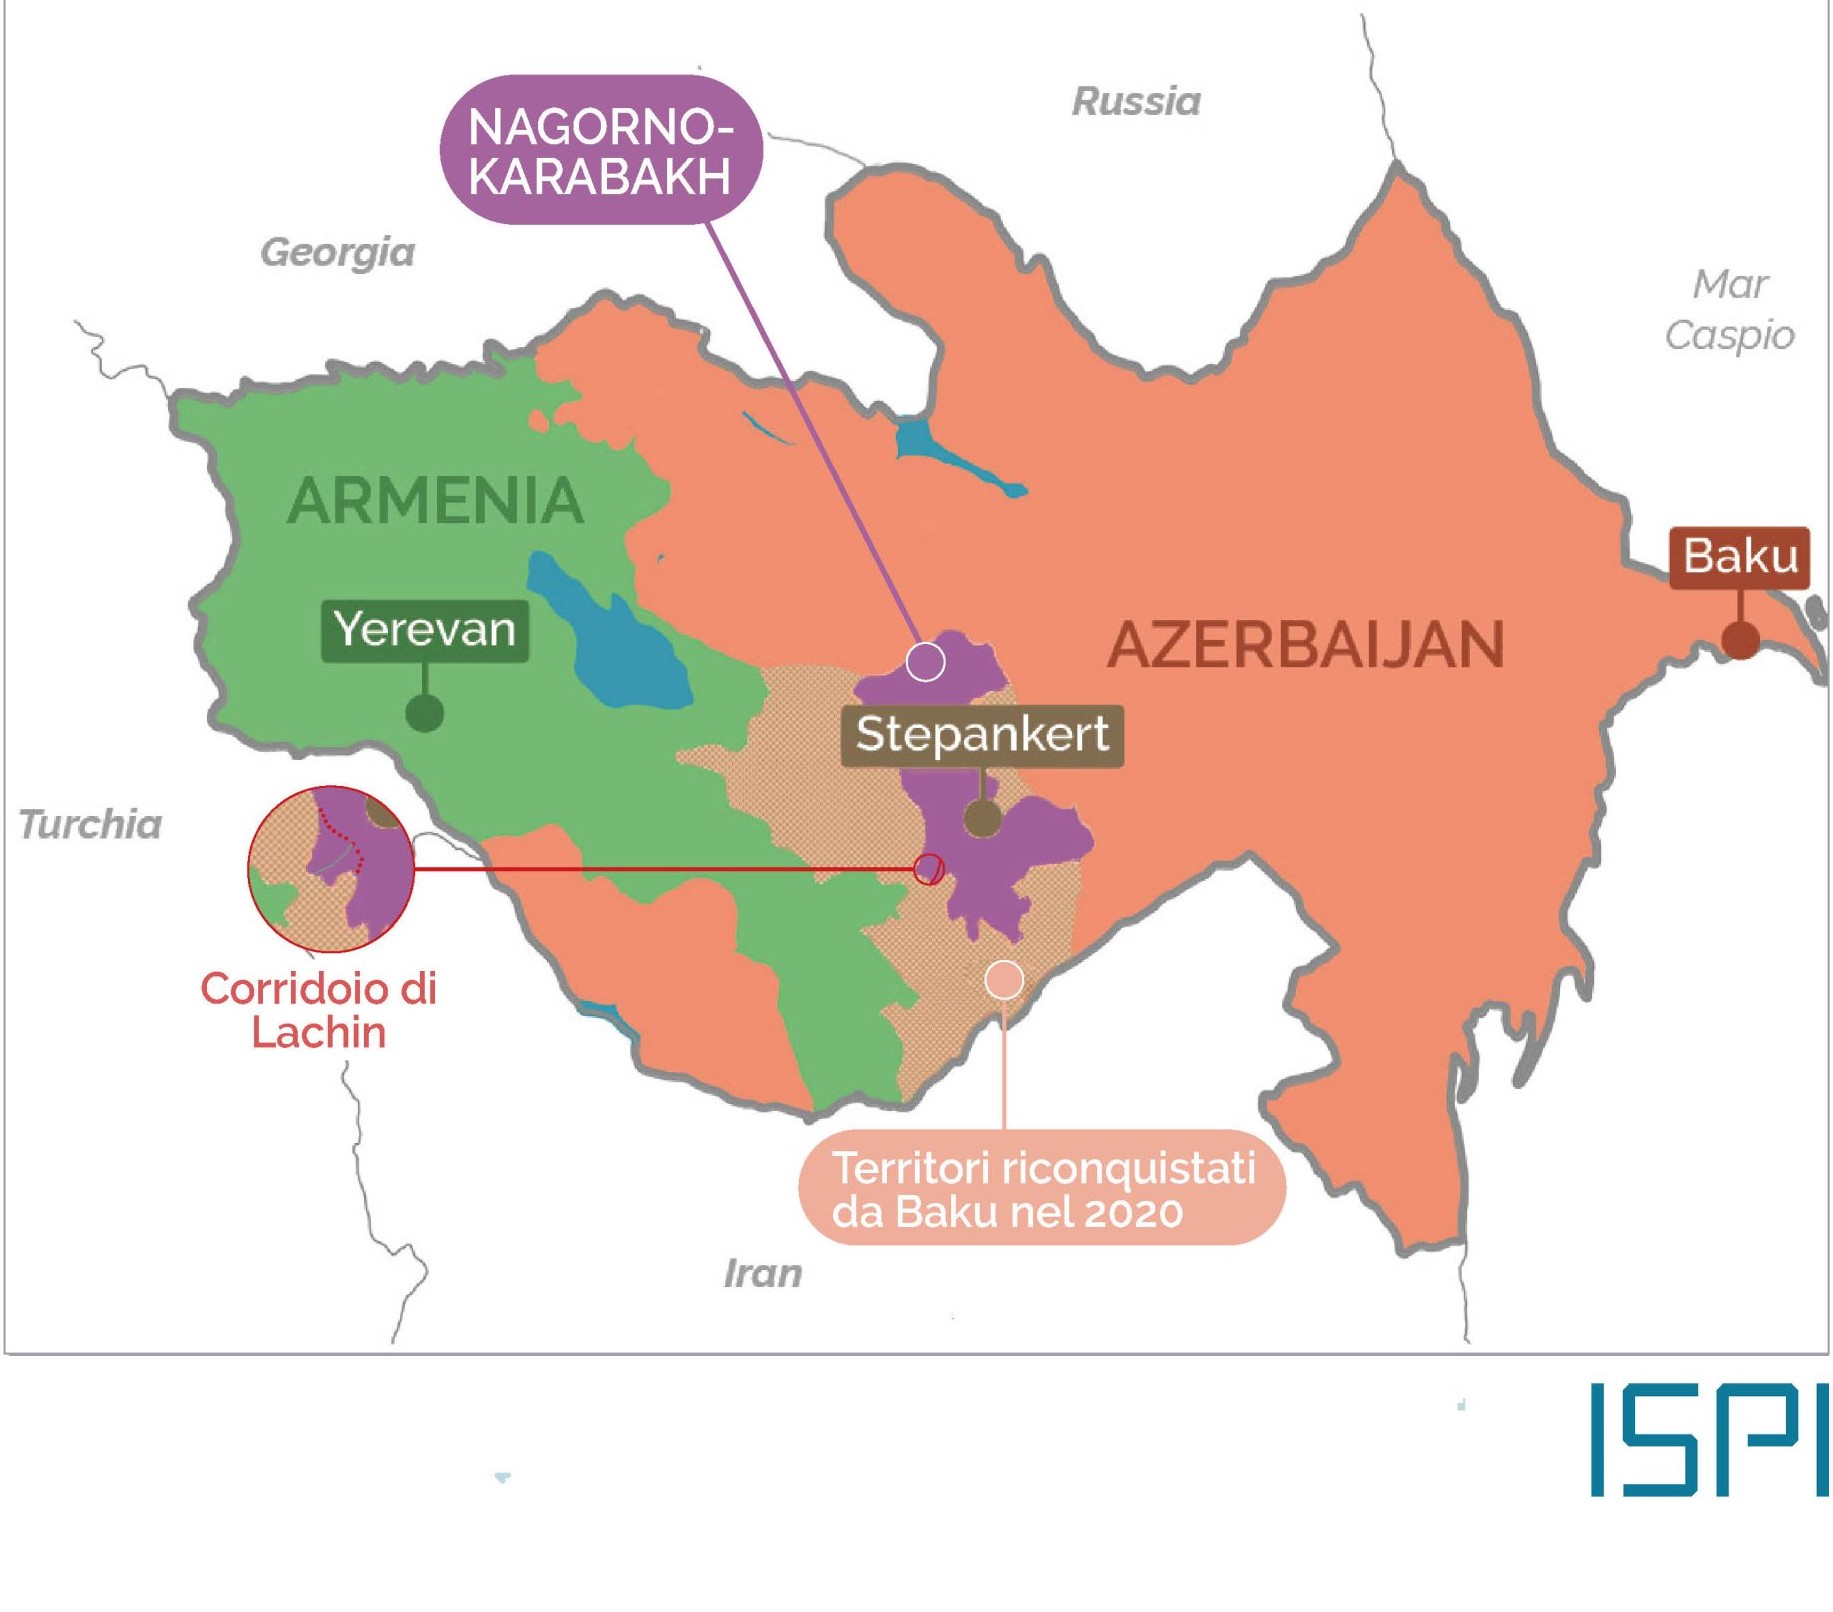 NAGORNO-
KARABAKH
Russia
Georgia
Mar
Caspio
ARMENIA
Baku
Yerevan
AZERBAIJAN
Stepankert
Turchia
Corridoio di
Lachin
Territori riconquistati
da Baku nel 2020
Iran
ISPI